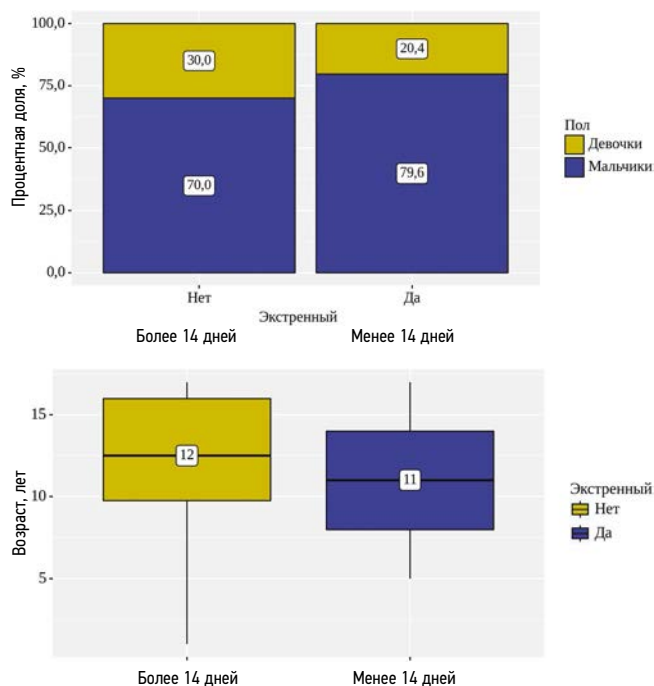 Процентная доля, %
100,0
75,0
50,0
25,0
0,0
30,0
20,4
70,0
79,6
Нет
Да
Экстренный
Более 14 дней
Менее 14 дней
Пол
Девочки
Мальчики
Возраст, лет
15
10
5
12
11
Более 14 дней
Менее 14 дней
Экстренный
Нет
Да